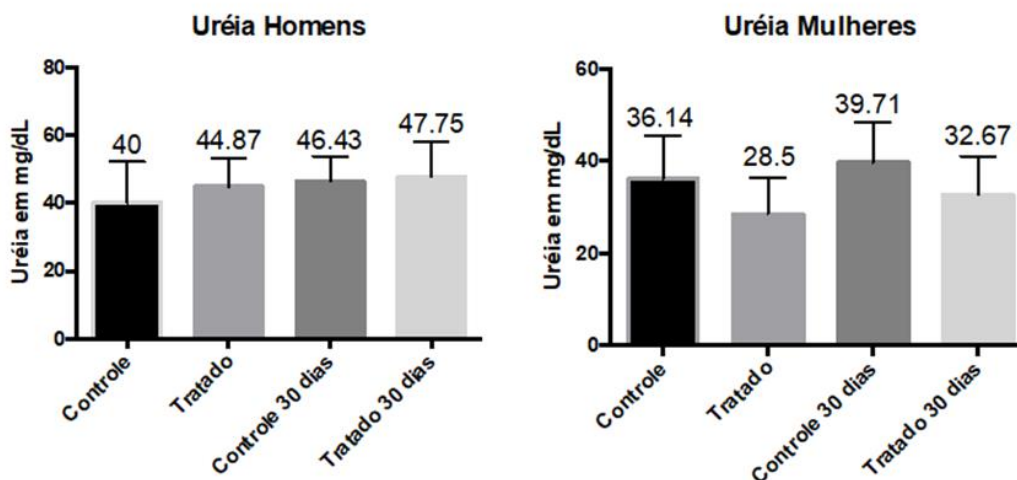 Uréia Homens
Uréia em mg/dL
80
60
40
20
0
40
44.87
46.43
47.75
Controle
Tratado
Controle 30 dias
Tratado 30 dias
Uréia Mulheres
Uréia em mg/dL
60
40
20
0
36.14
28.5
39.71
32.67
Controle
Tratado
Controle 30 dias
Tratado 30 dias